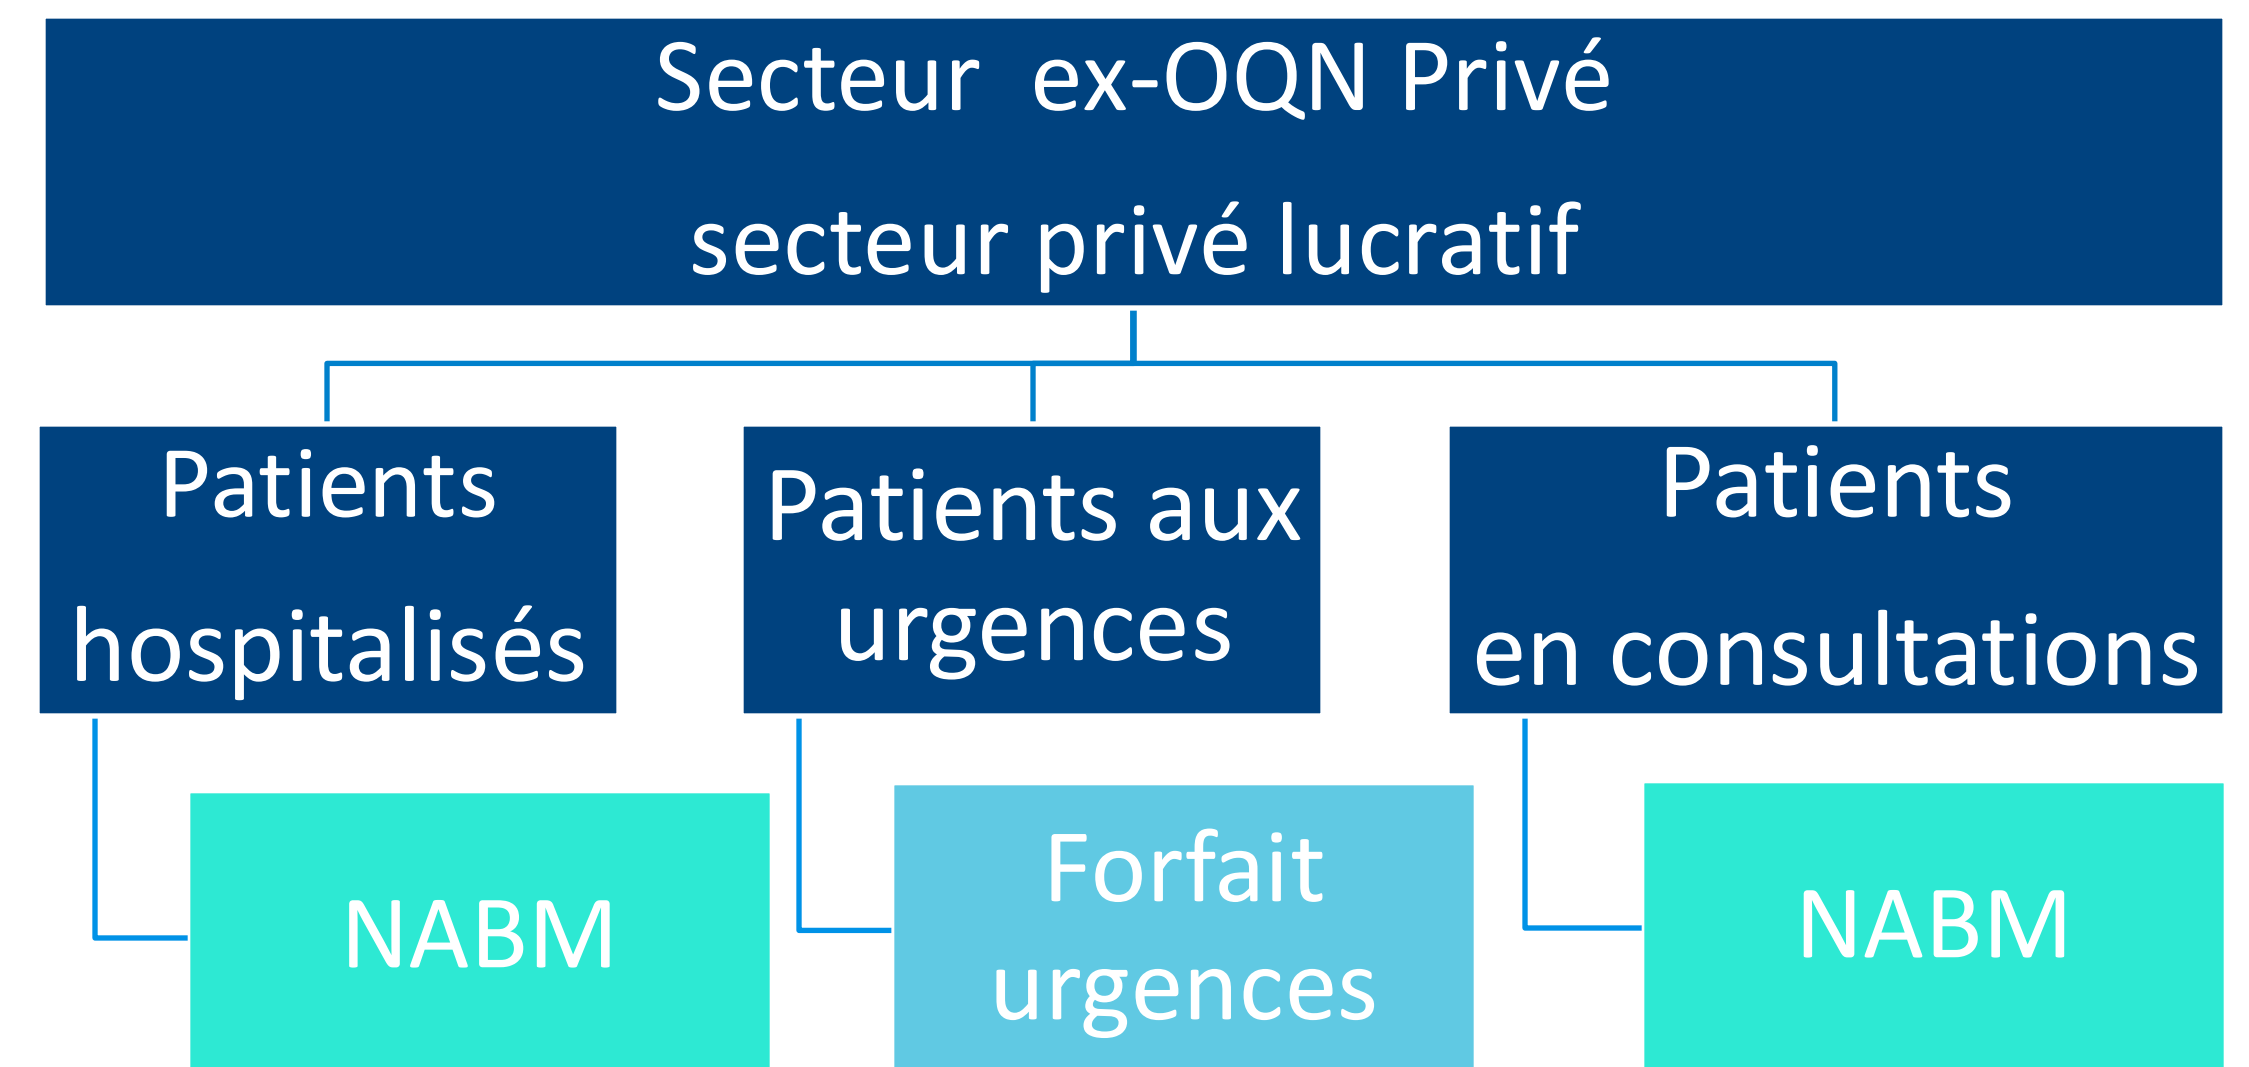 Secteur  ex-OQN Privé
secteur privé lucratif
Patients
hospitalisés
Patients aux
urgences
Patients
en consultations
NABM
Forfait
urgences
NABM